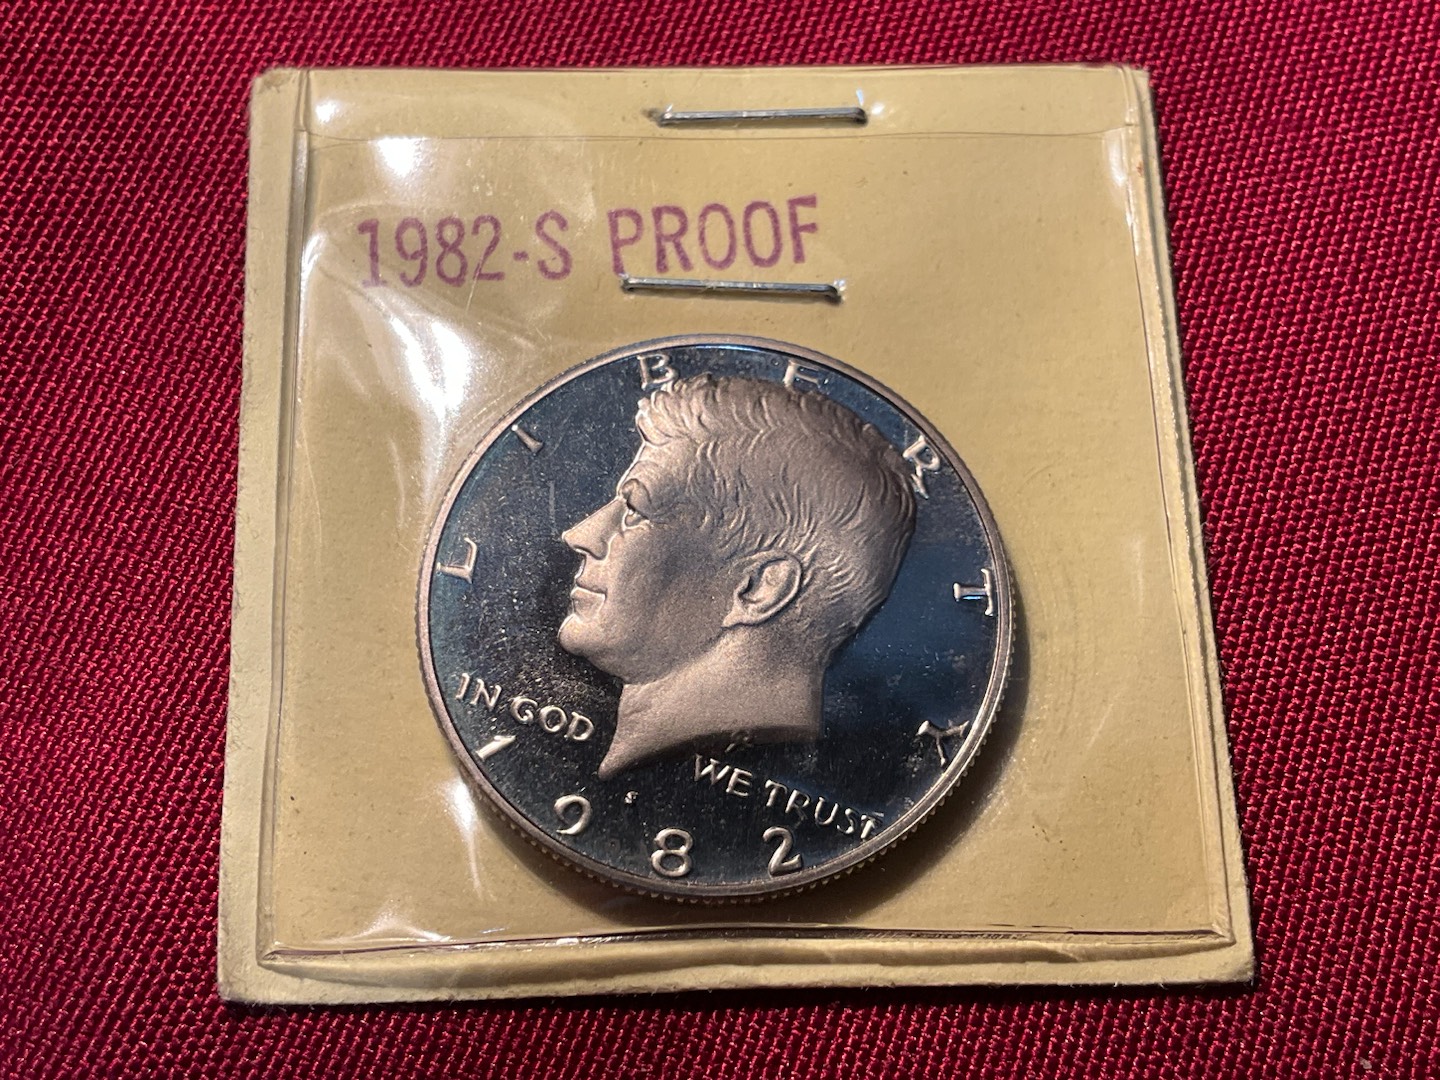 1982-S PROOF
LIBERTY
IN GOD WE TRUST
S
1982